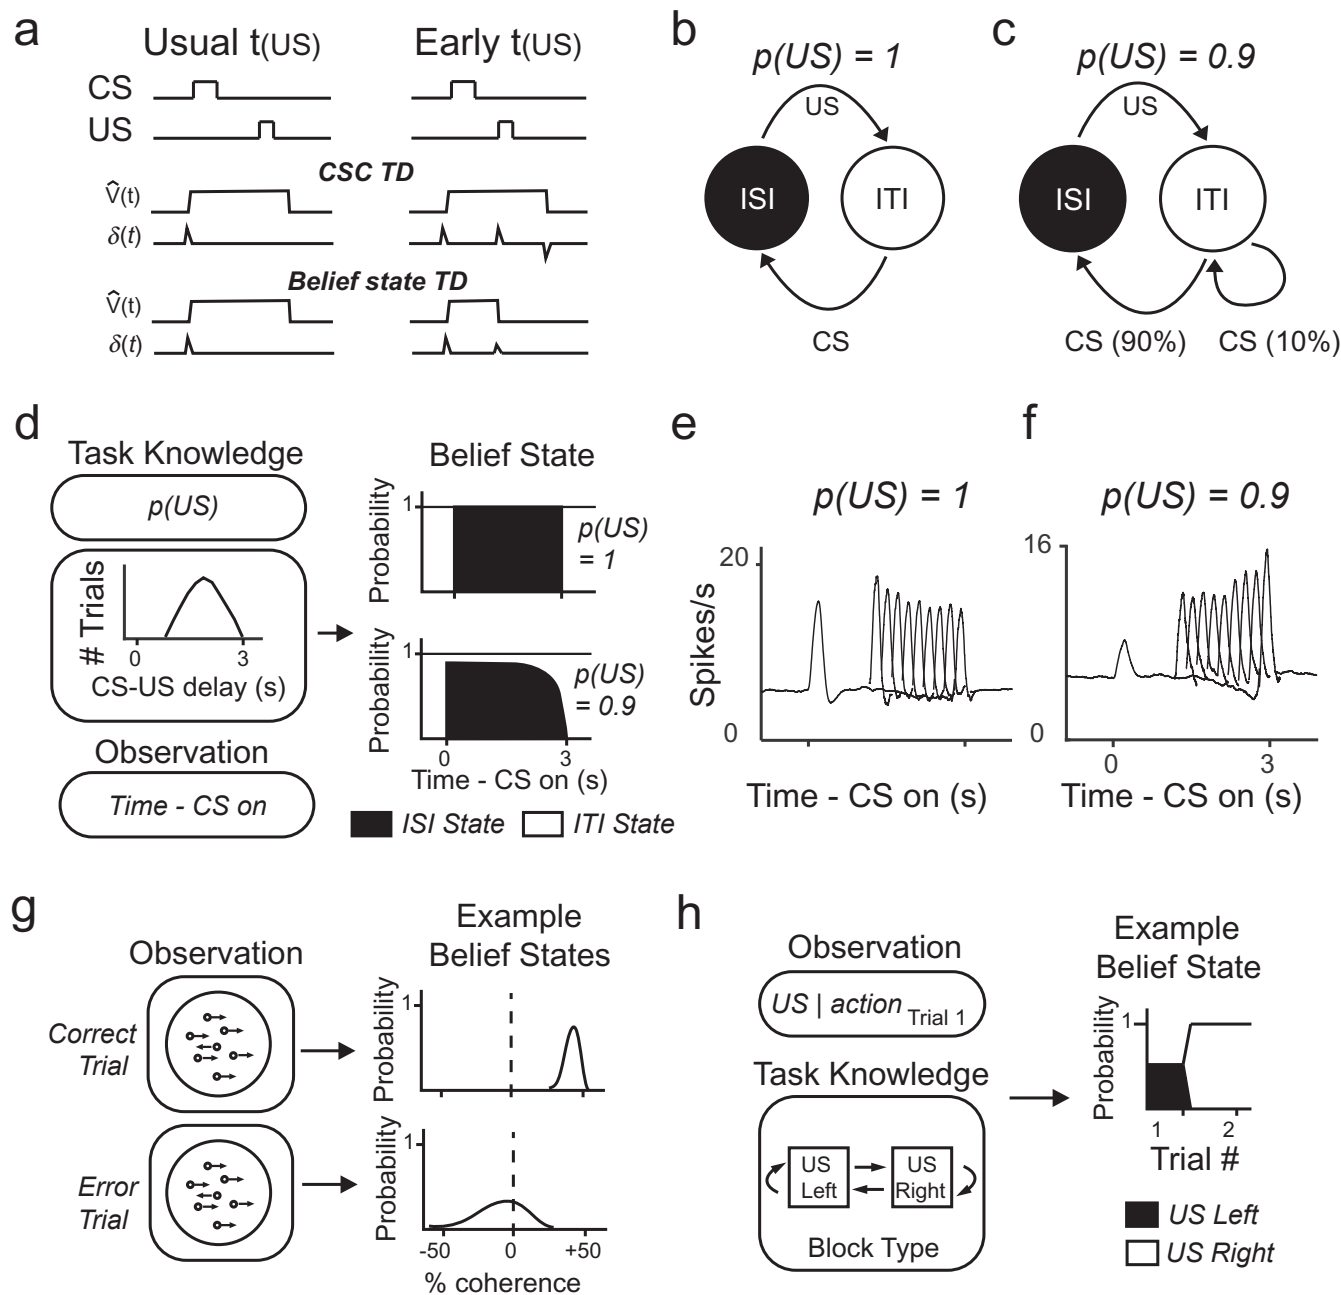 a
Usual t(US)
Early t(US)
CS
US
CSC TD
V̂(t)
δ(t)
Belief state TD
V̂(t)
δ(t)
b
p(US) = 1
US
ISI
ITI
CS
c
p(US) = 0.9
US
ISI
ITI
CS (90%)
CS (10%)
d
Task Knowledge
p(US)
# Trials
0
3
CS-US delay (s)
Observation
Time - CS on
Belief State
Probability
1
p(US)
= 1
Probability
1
p(US)
= 0.9
0
3
Time - CS on (s)
ISI State
ITI State
e
p(US) = 1
20
Spikes/s
0
Time - CS on (s)
f
p(US) = 0.9
16
0
0
3
Time - CS on (s)
g
Observation
Correct
Trial
Error
Trial
Example
Belief States
Probability
1
Probability
1
-50
0
+50
% coherence
h
Observation
US | action Trial 1
Task Knowledge
US
Left
US
Right
Block Type
Example
Belief State
Probability
1
1
2
Trial #
US Left
US Right